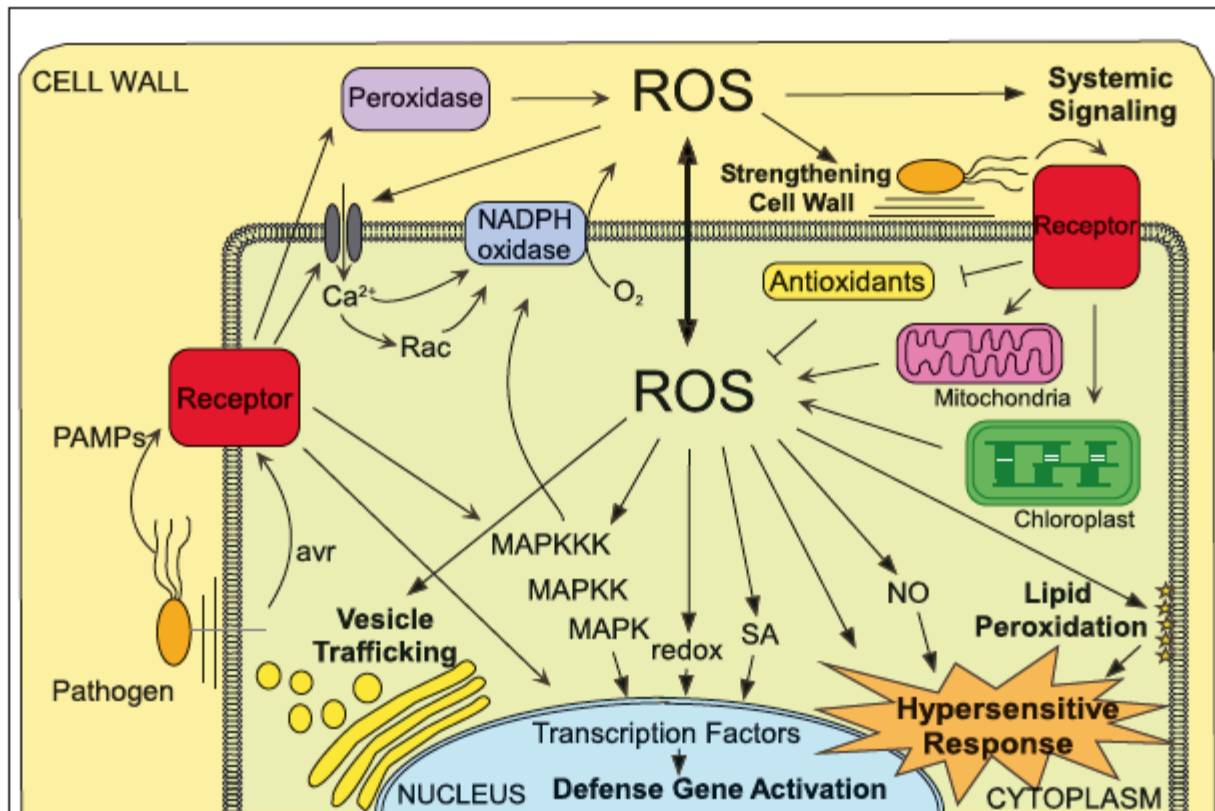 CELL WALL
Peroxidase
ROS
Systemic
Signaling
Strengthening
Cell Wall
Receptor
NADPH
oxidase
Antioxidants
Ca²⁺
O₂
Rac
Mitochondria
ROS
Receptor
PAMPs
Chloroplast
avr
MAPKKK
MAPKK
MAPK
redox
SA
NO
Lipid
Peroxidation
Vesicle
Trafficking
Pathogen
Hypersensitive
Response
Transcription Factors
Defense Gene Activation
NUCLEUS
CYTOPLASM